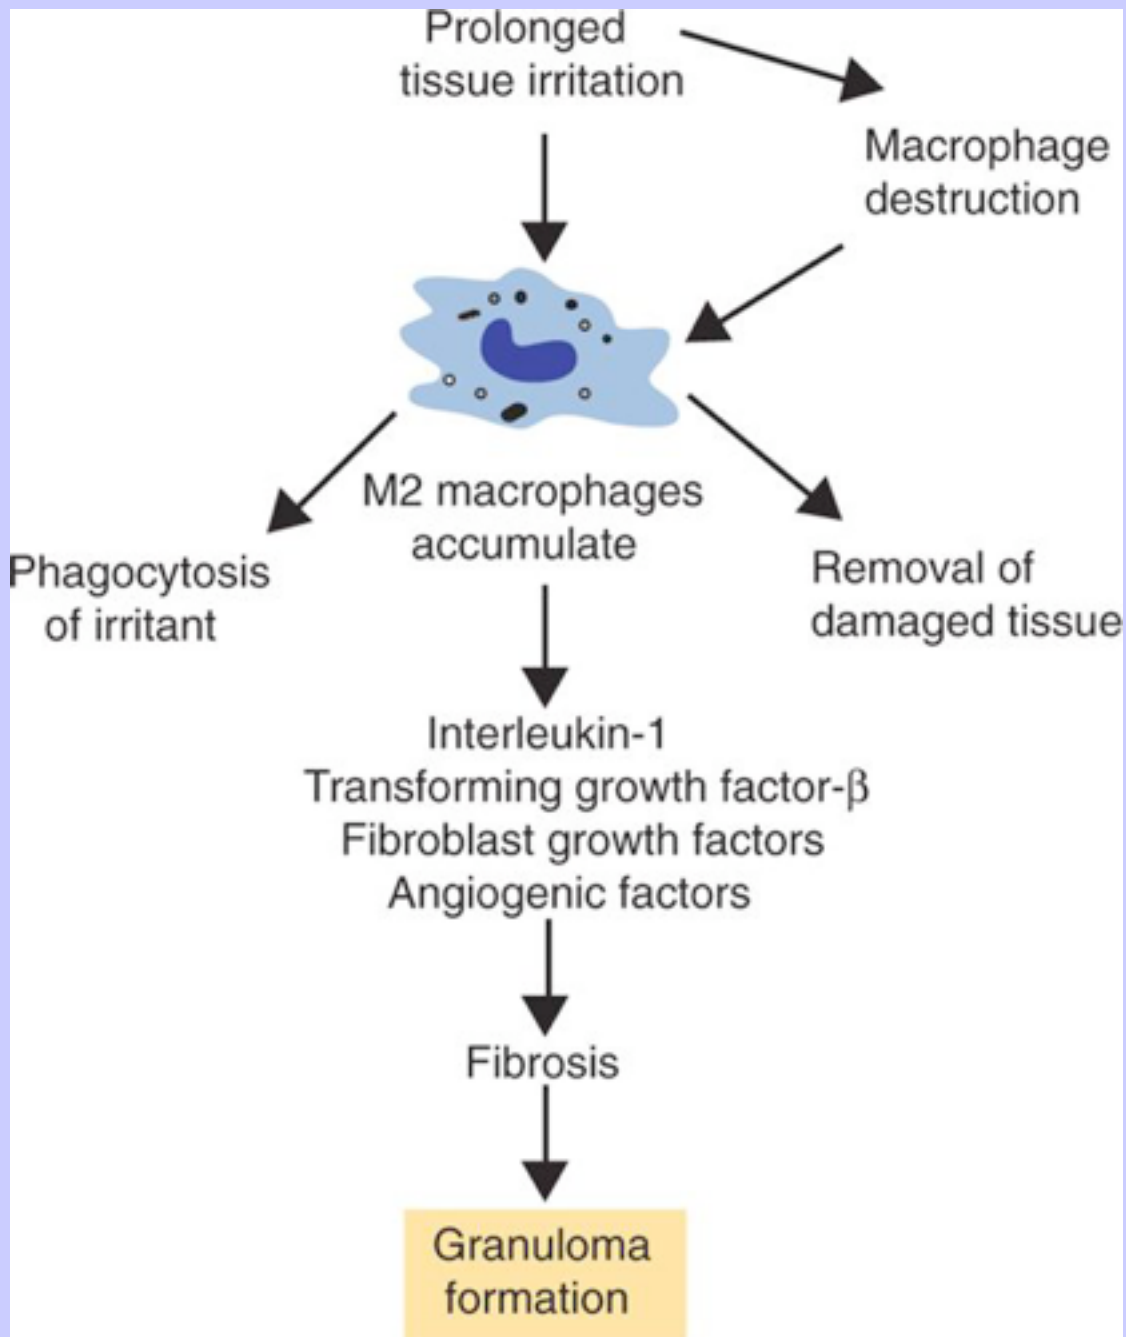 Prolonged
tissue irritation
Macrophage
destruction
M2 macrophages
accumulate
Phagocytosis
of irritant
Removal of
damaged tissue
Interleukin-1
Transforming growth factor-β
Fibroblast growth factors
Angiogenic factors
Fibrosis
Granuloma
formation